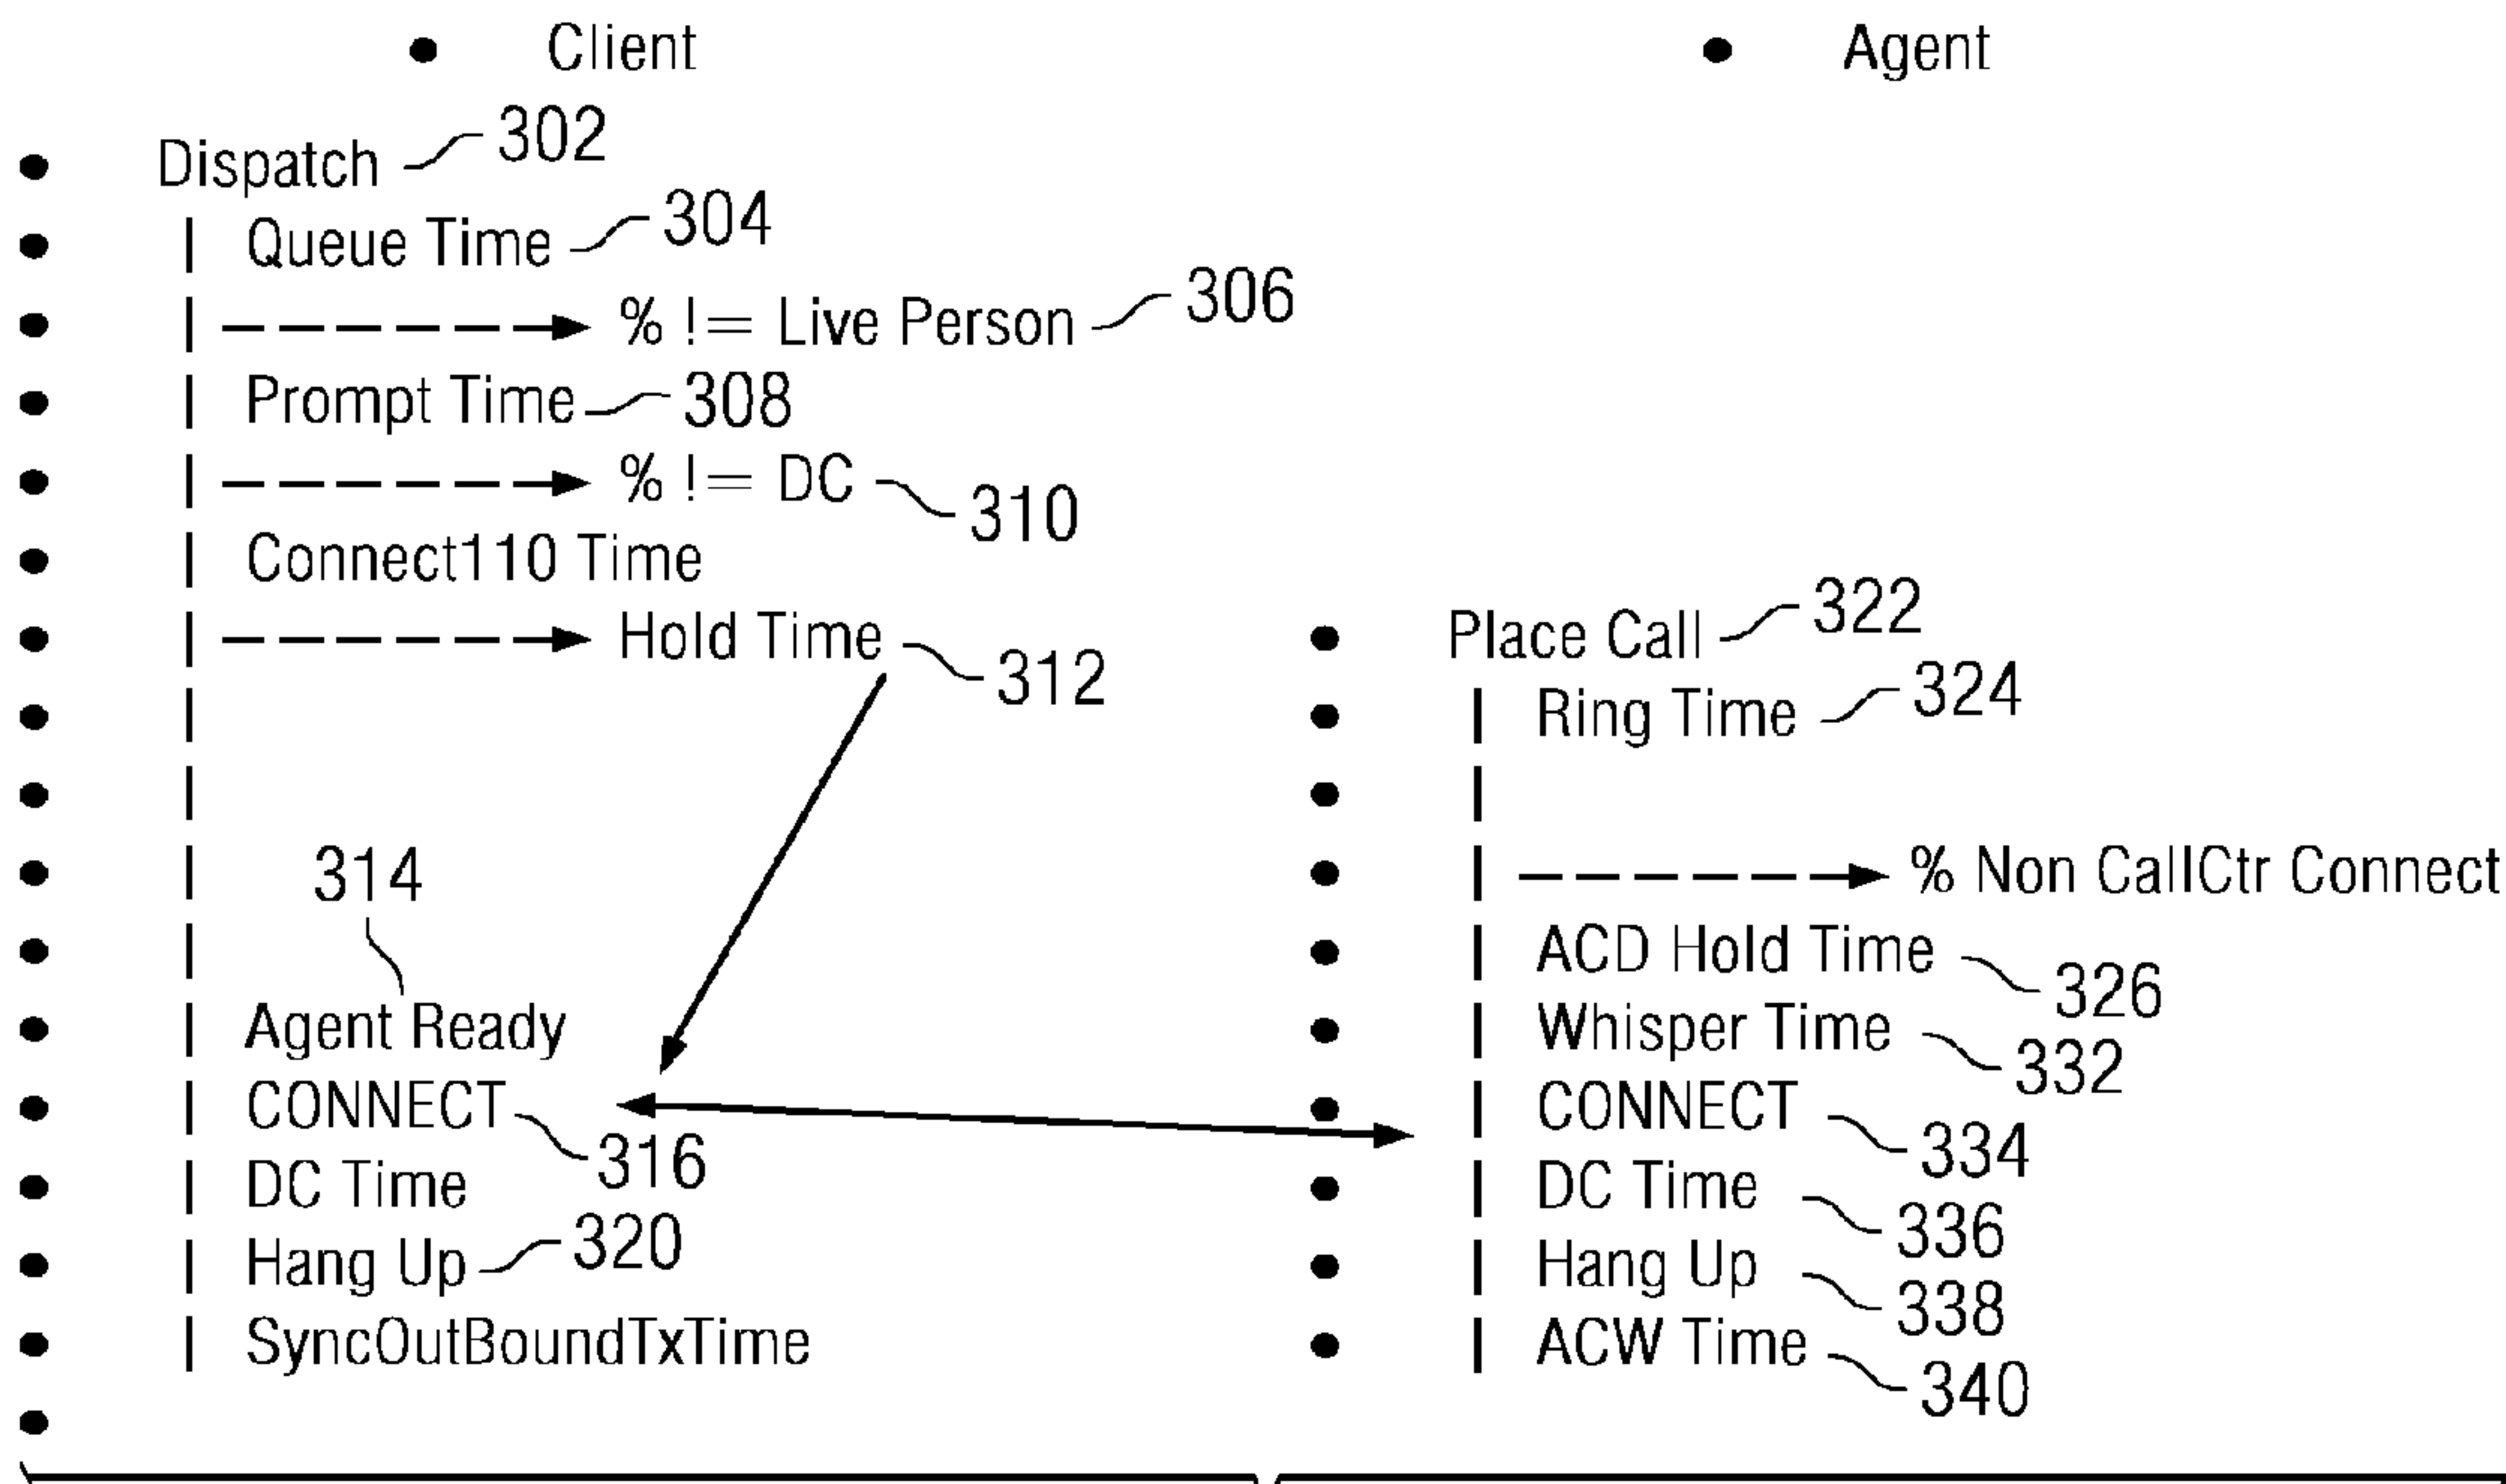 • Client
• Agent
• Dispatch 302
• | Queue Time 304
• | % != Live Person 306
• | Prompt Time 308
• | % != DC 310
• | Connect110 Time
• | Hold Time 312
• |
• |
• | 314
• |
• | Agent Ready
• | CONNECT 316
• | DC Time
• | Hang Up 320
• | SyncOutBoundTxTime
•
• Place Call 322
• | Ring Time 324
• |
• | % Non CallCtr Connect
• | ACD Hold Time 326
• | Whisper Time 332
• | CONNECT 334
• | DC Time 336
• | Hang Up 338
• | ACW Time 340